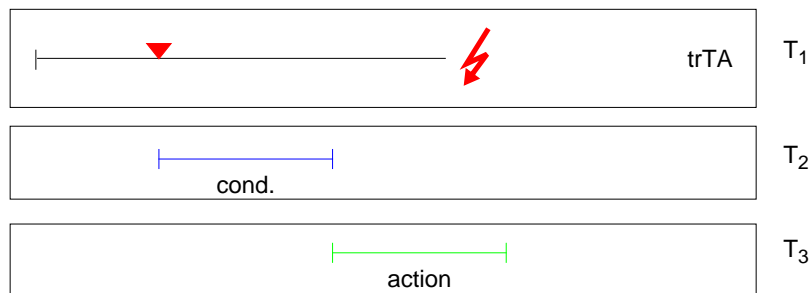 trTA T₁
cond. T₂
action T₃